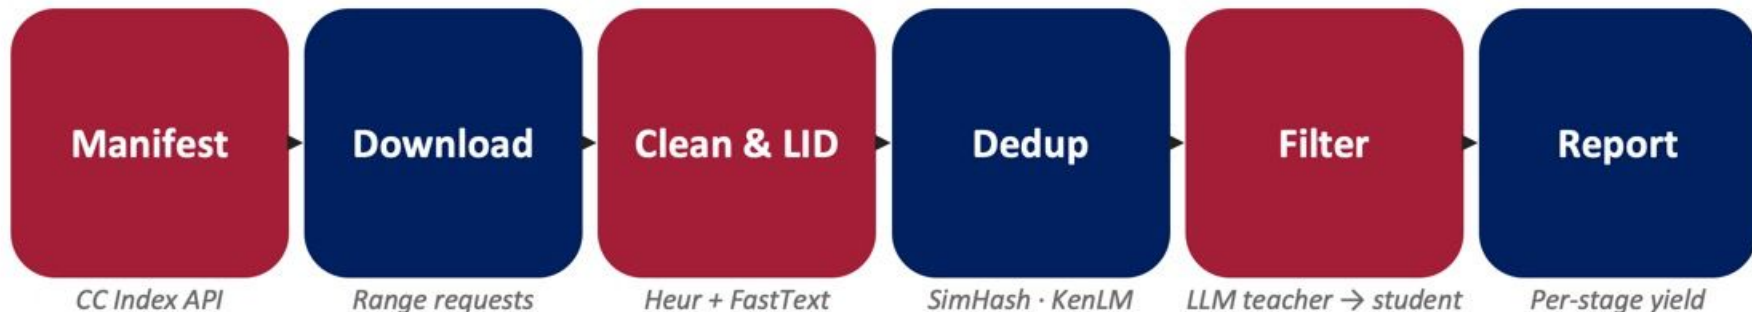 Manifest
Download
Clean & LID
Dedup
Filter
Report
CC Index API
Range requests
Heur + FastText
SimHash · KenLM
LLM teacher → student
Per-stage yield